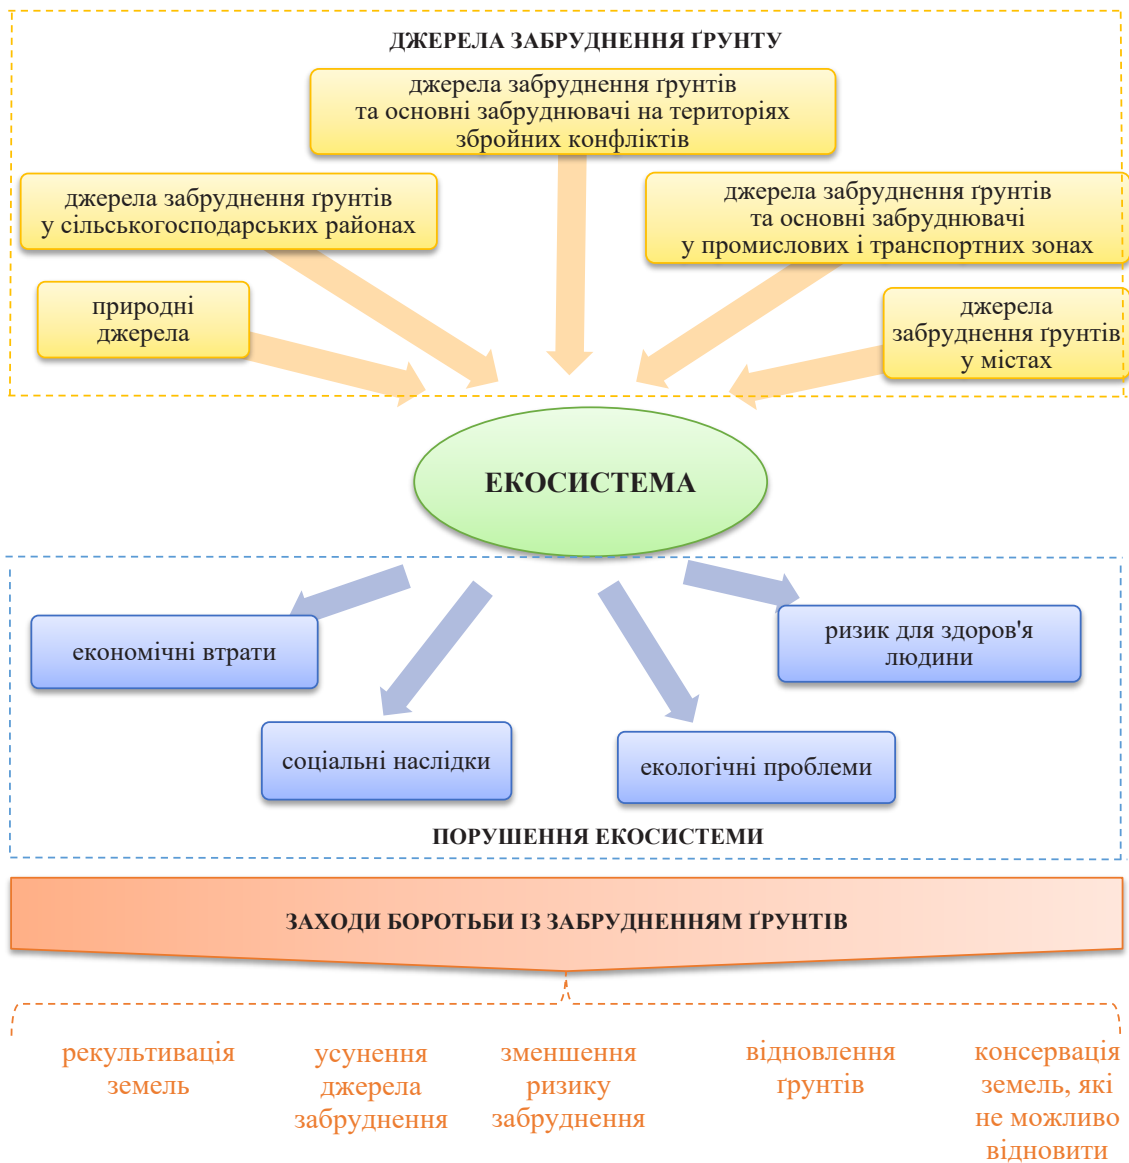 ДЖЕРЕЛА ЗАБРУДНЕННЯ ҐРУНТУ
джерела забруднення ґрунтів
та основні забруднювачі на територіях
збройних конфліктів
джерела забруднення ґрунтів
у сільськогосподарських районах
джерела забруднення ґрунтів
та основні забруднювачі
у промислових і транспортних зонах
природні
джерела
джерела
забруднення ґрунтів
у містах
ЕКОСИСТЕМА
економічні втрати
ризик для здоров'я
людини
соціальні наслідки
екологічні проблеми
ПОРУШЕННЯ ЕКОСИСТЕМИ
ЗАХОДИ БОРОТЬБИ ІЗ ЗАБРУДНЕННЯМ ҐРУНТІВ
рекультивація
земель
усунення
джерела
забруднення
зменшення
ризику
забруднення
відновлення
ґрунтів
консервація
земель, які
не можливо
відновити